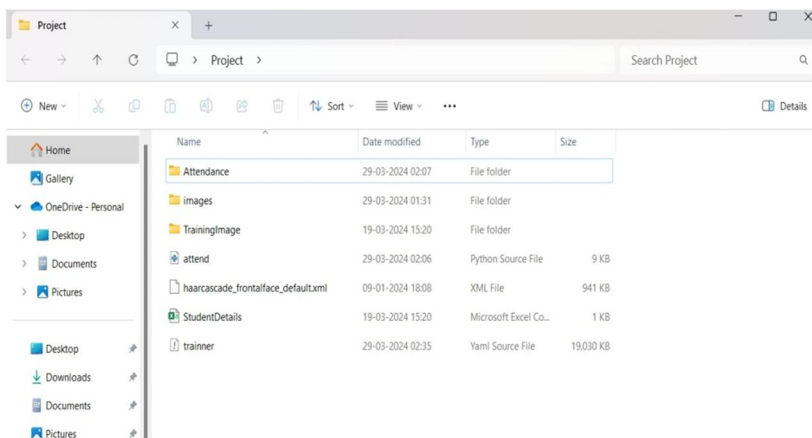 Project
Project
Search Project
New
Sort
View
Details
Home
Gallery
OneDrive - Personal
Desktop
Documents
Pictures
Desktop
Downloads
Documents
Pictures
Name Date modified Type Size
Attendance 29-03-2024 02:07 File folder
images 29-03-2024 01:31 File folder
TrainingImage 19-03-2024 15:20 File folder
attend 29-03-2024 02:06 Python Source File 9 KB
haarcascade_frontalface_default.xml 09-01-2024 18:08 XML File 941 KB
StudentDetails 19-03-2024 15:20 Microsoft Excel Co... 1 KB
trainner 29-03-2024 02:35 Yaml Source File 19,030 KB